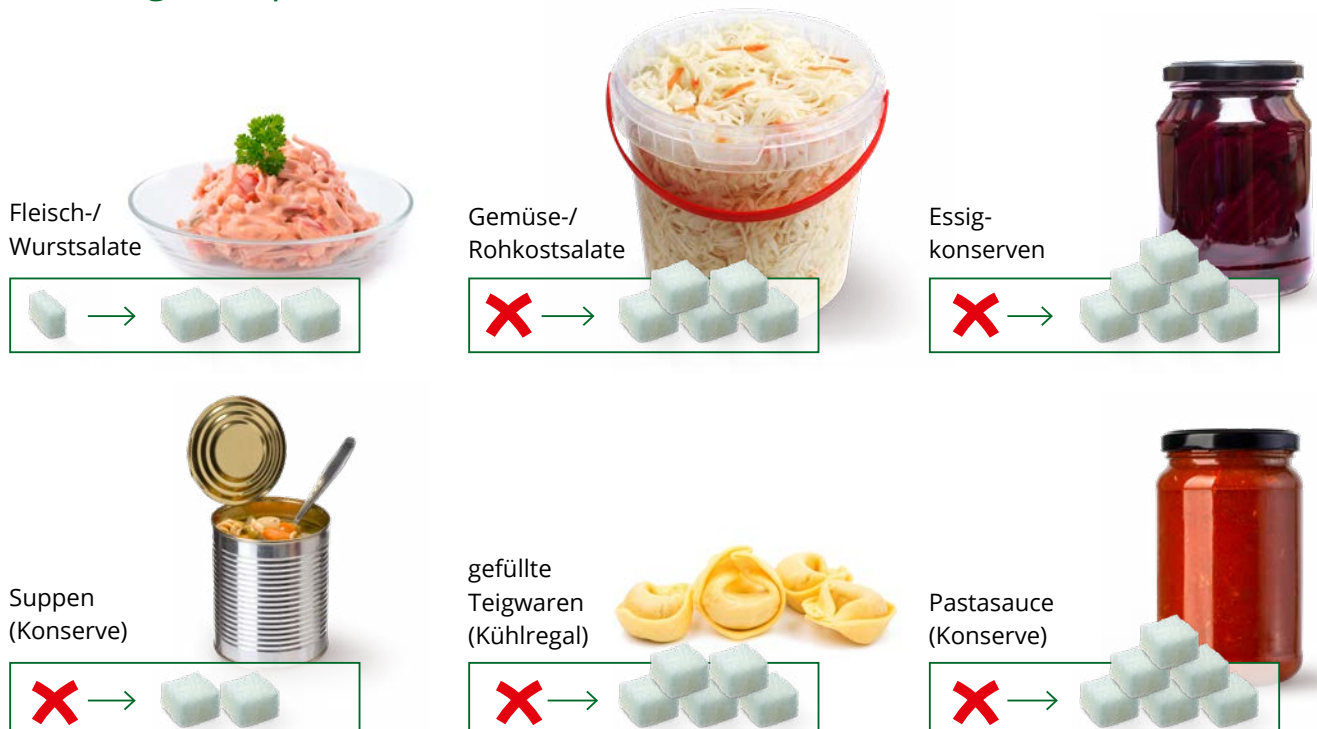 Fleisch-/
Wurstsalate
Gemüse-/
Rohkostsalate
Essig-
konserven
Suppen
(Konserve)
gefüllte
Teigwaren
(Kühlregal)
Pastasauce
(Konserve)